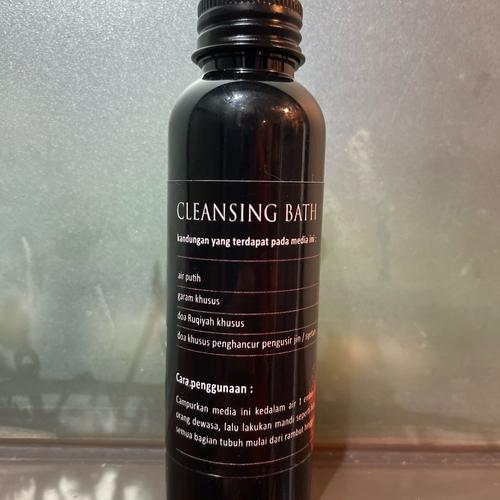 CLEANSING BATH
kandungan yang terdapat pada media ini :
air putih
garam khusus
doa Ruqiyah khusus
doa khusus penghancur pengusir jin / syetan
Cara penggunaan :
Campurkan media ini kedalam air 1
orang dewasa, lalu lakukan mandi
semua bagian tubuh mulai dari rambut